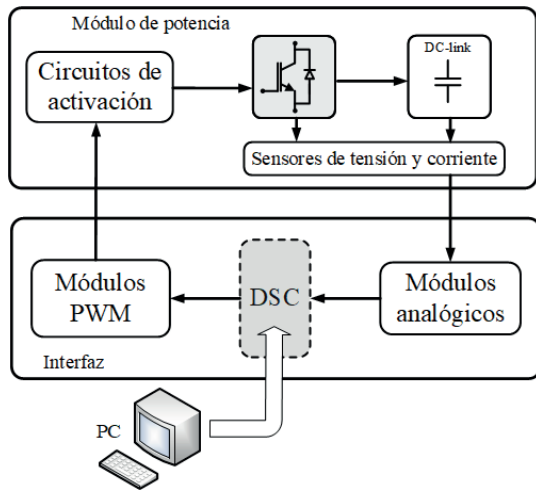 Módulo de potencia
Circuitos de
activación
DC-link
Sensores de tensión y corriente
Módulos
PWM
DSC
Módulos
analógicos
Interfaz
PC